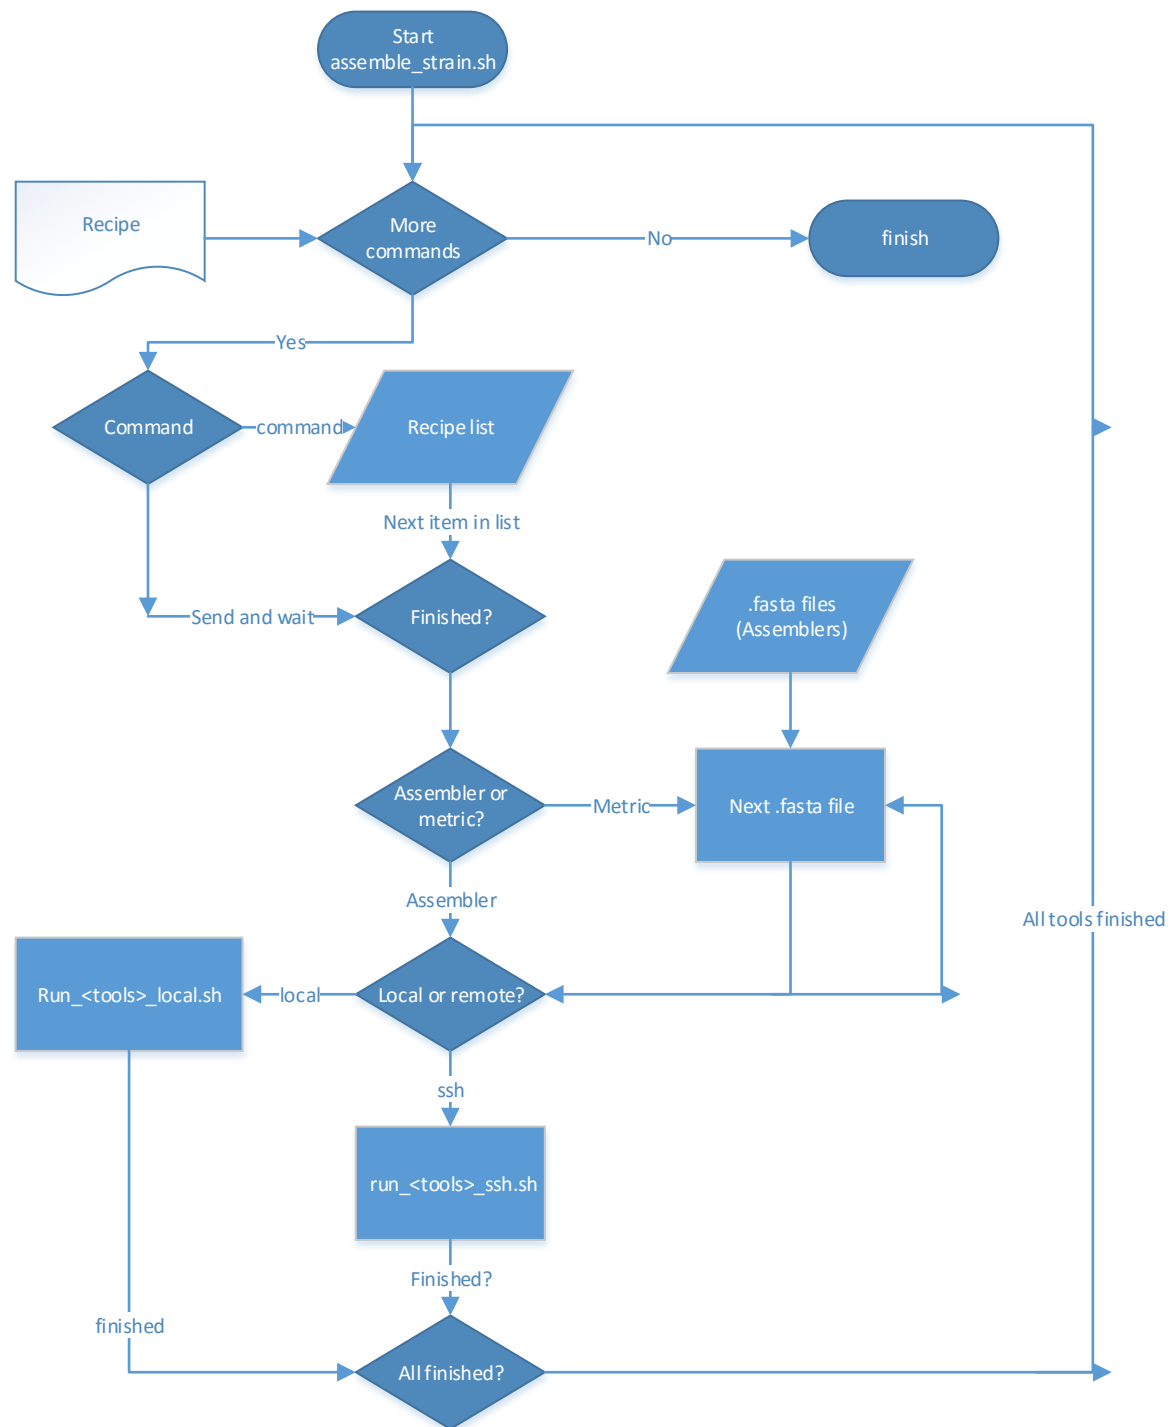 Start
assemble_strain.sh
Recipe
More
commands
No
finish
Yes
Command
command
Recipe list
Next item in list
Send and wait
Finished?
.fasta files
(Assemblers)
Assembler or
metric?
Metric
Next .fasta file
Assembler
All tools finished
Run_<tools>_local.sh
local
Local or remote?
ssh
run_<tools>_ssh.sh
Finished?
finished
All finished?